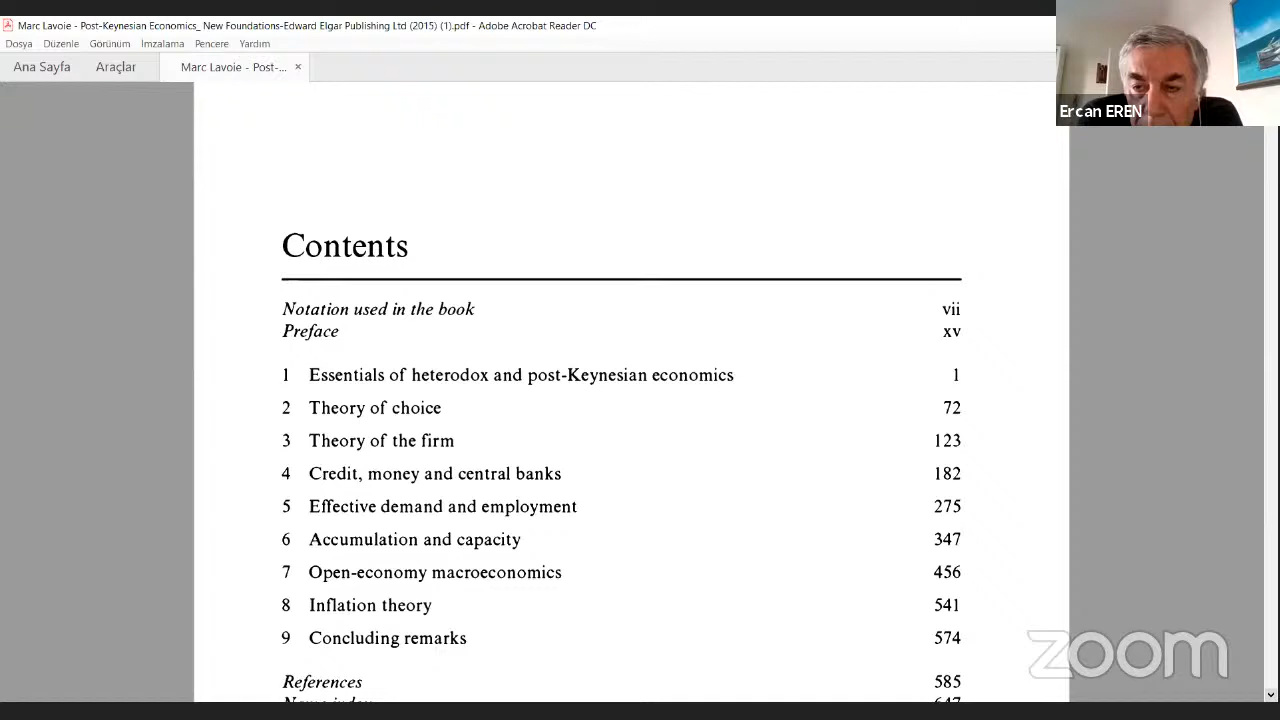 Marc Lavoie - Post-Keynesian Economics_ New Foundations-Edward Elgar Publishing Ltd (2015) (1).pdf - Adobe Acrobat Reader DC
Dosya Düzenle Görünüm Imzalama Pencere Yardım
Ana Sayfa Araçlar Marc Lavoie - Post-... ×
Ercan EREN
Contents
Notation used in the book vii
Preface xv
1 Essentials of heterodox and post-Keynesian economics 1
2 Theory of choice 72
3 Theory of the firm 123
4 Credit, money and central banks 182
5 Effective demand and employment 275
6 Accumulation and capacity 347
7 Open-economy macroeconomics 456
8 Inflation theory 541
9 Concluding remarks 574
References 585
Name index 647
zoom